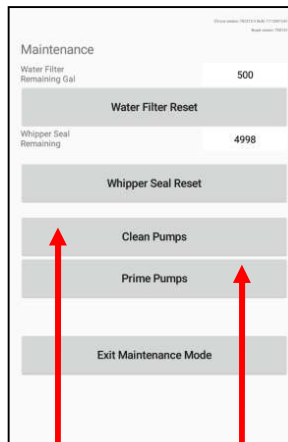 Maintenance
Water Filter
Remaining Gal
500
Water Filter Reset
Whipper Seal
Remaining
4998
Whipper Seal Reset
Clean Pumps
Prime Pumps
Exit Maintenance Mode